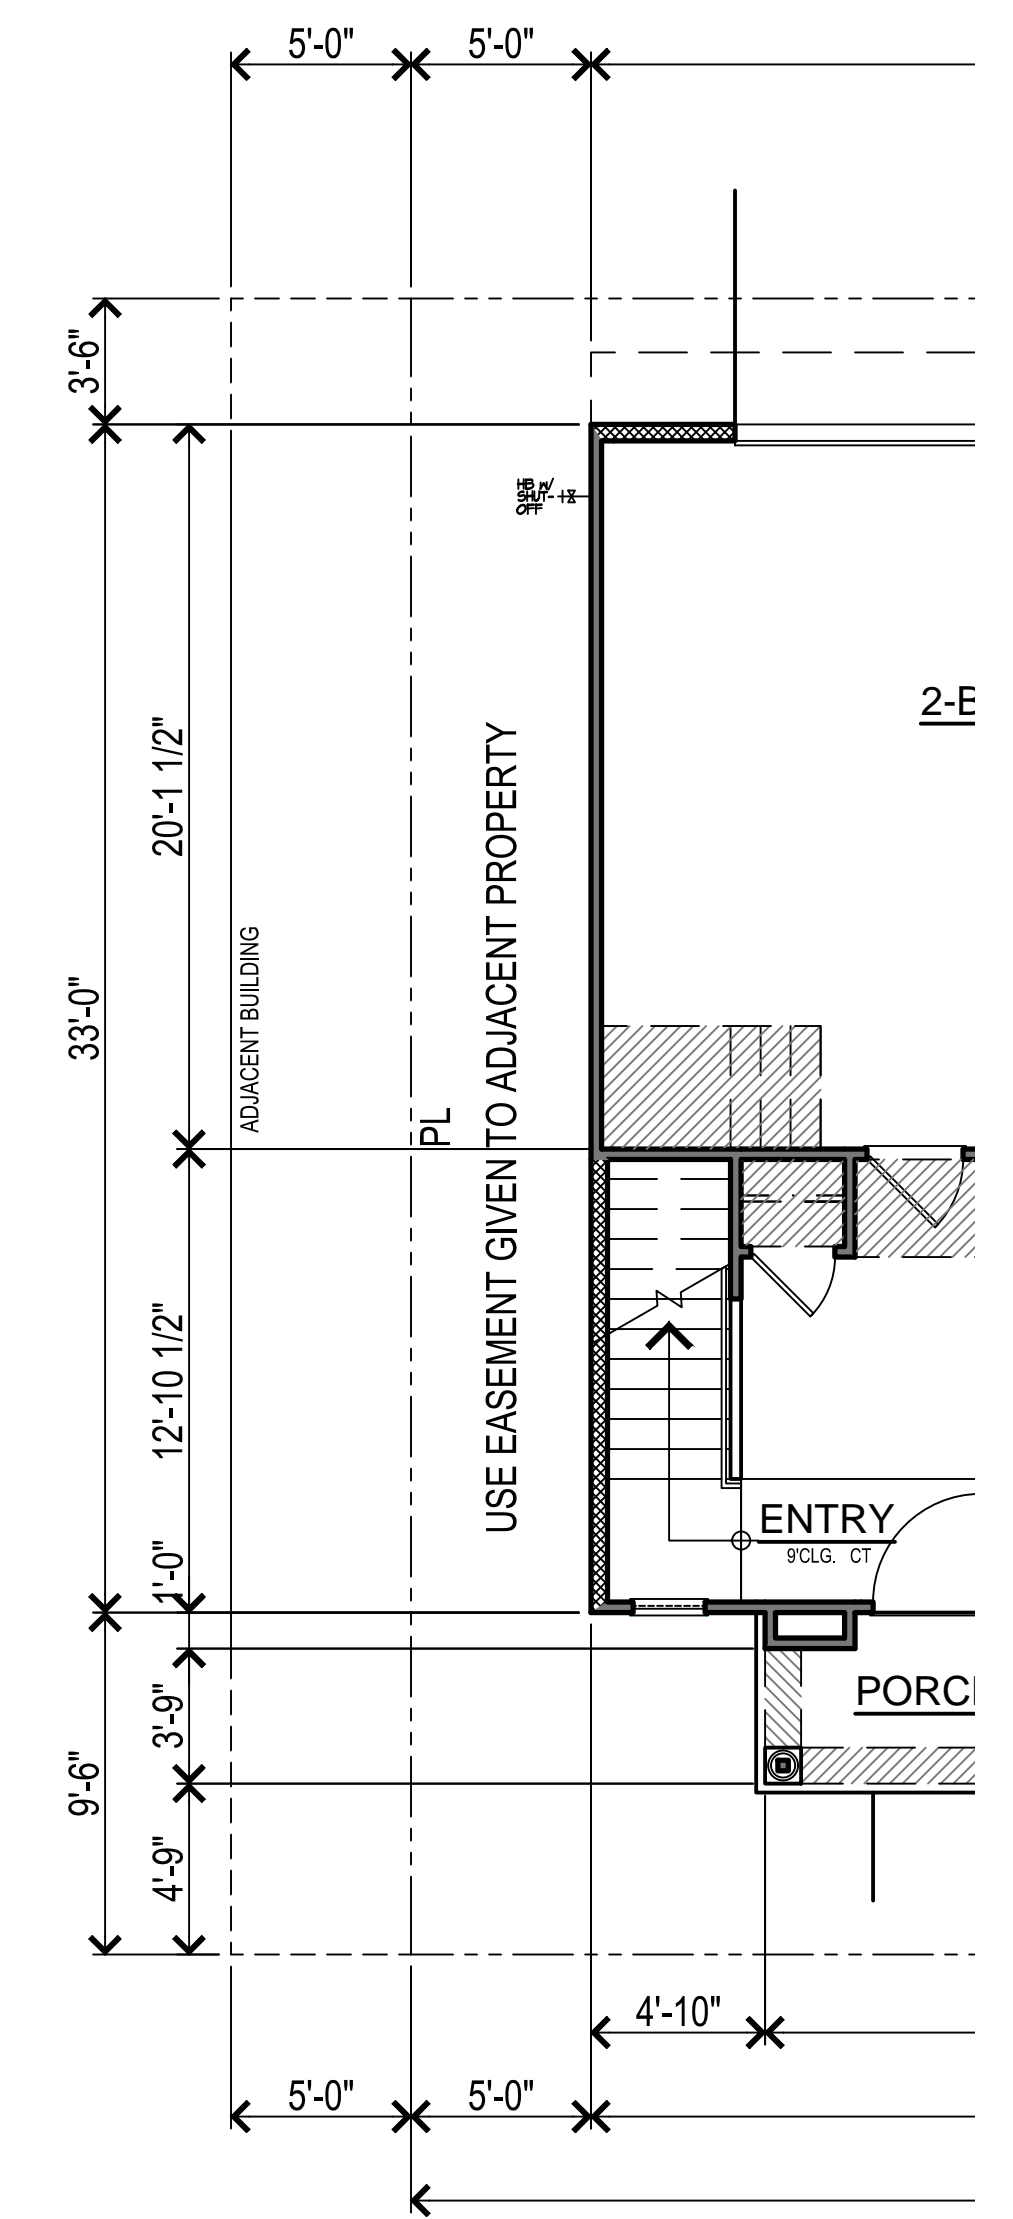 5'-0"
5'-0"
3'-6"
HB W/
SHUT-
OFF
2-B
20'-1 1/2"
33'-0"
ADJACENT BUILDING
PL
USE EASEMENT GIVEN TO ADJACENT PROPERTY
12'-10 1/2"
ENTRY
9'CLG. CT
1'-0"
PORC
3'-9"
9'-6"
4'-9"
4'-10"
5'-0"
5'-0"